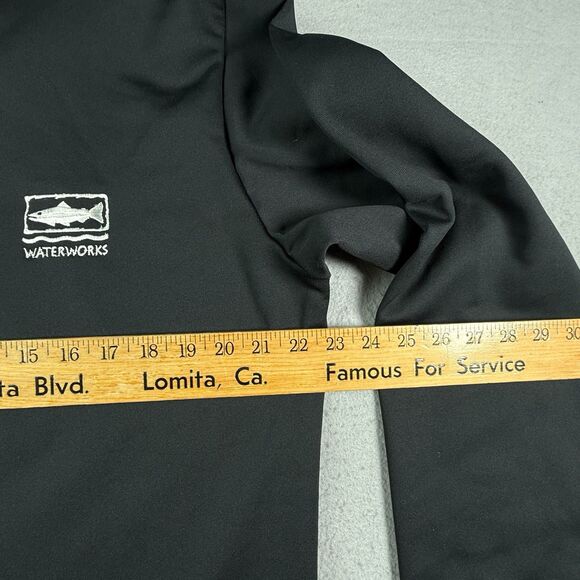 WATERWORKS
15 16 17 18 19 20 21 22 23 24 25 26 27 28 29 30
ta Blvd. Lomita, Ca. Famous For Service